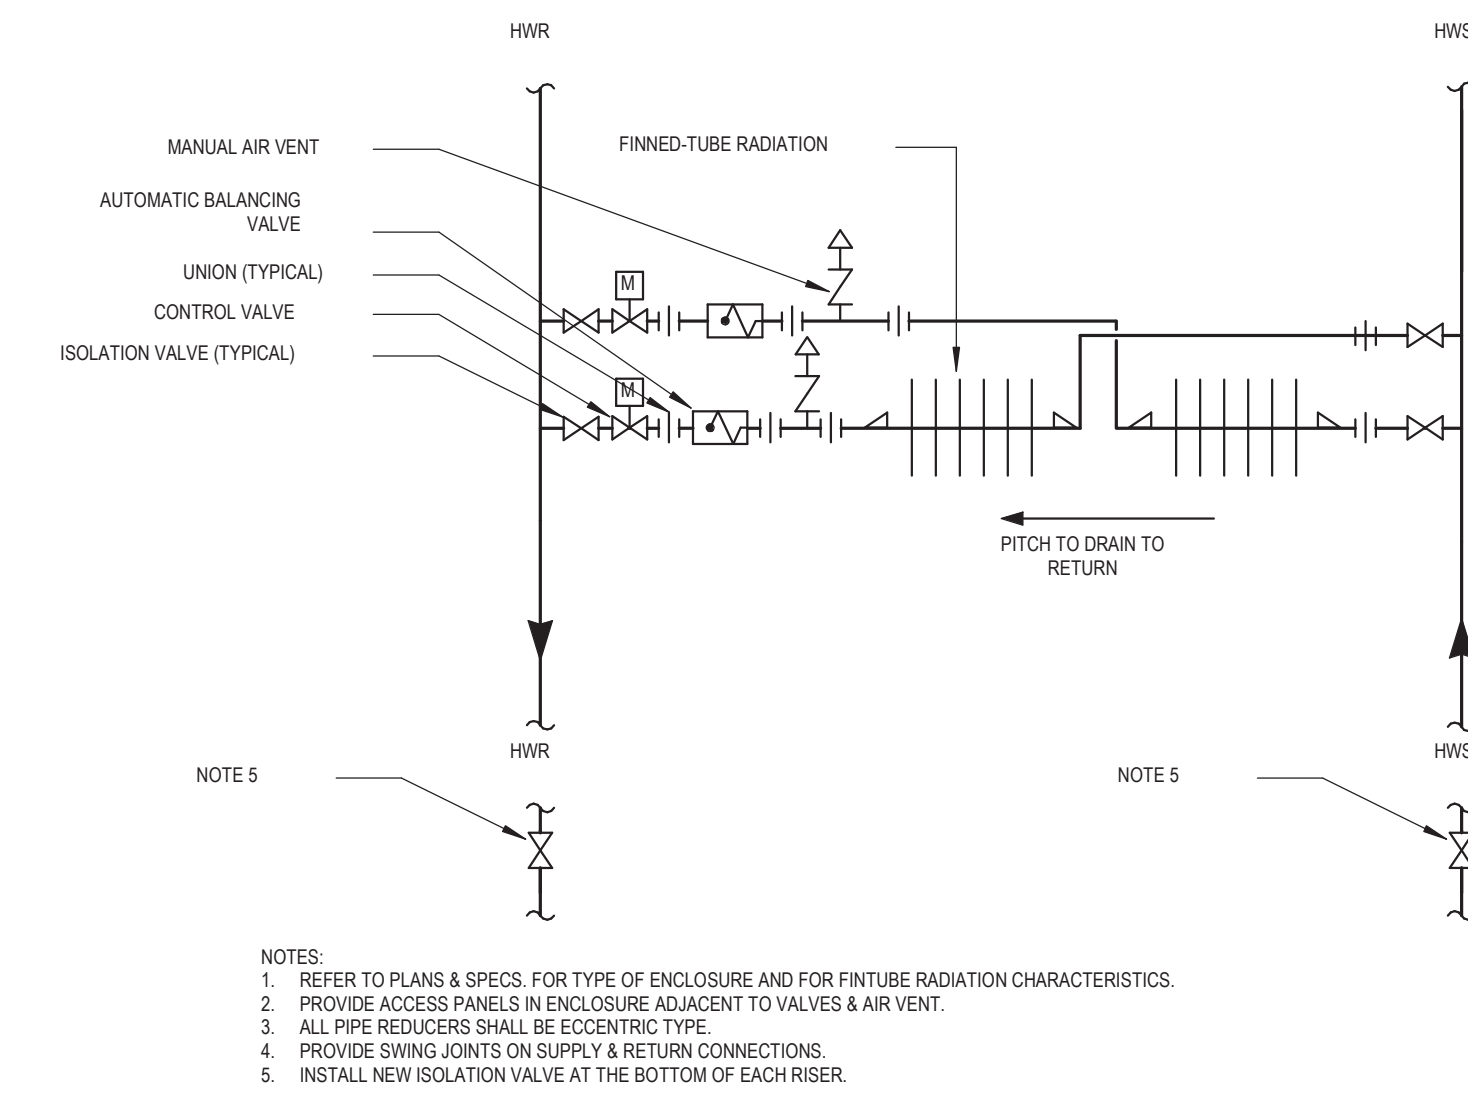 HWR
HWS
MANUAL AIR VENT
FINNED-TUBE RADIATION
AUTOMATIC BALANCING
VALVE
UNION (TYPICAL)
M
CONTROL VALVE
ISOLATION VALVE (TYPICAL)
M
PITCH TO DRAIN TO
RETURN
HWR
HWS
NOTE 5
NOTE 5
NOTES:
1. REFER TO PLANS & SPECS. FOR TYPE OF ENCLOSURE AND FOR FINTUBE RADIATION CHARACTERISTICS.
2. PROVIDE ACCESS PANELS IN ENCLOSURE ADJACENT TO VALVES & AIR VENT.
3. ALL PIPE REDUCERS SHALL BE ECCENTRIC TYPE.
4. PROVIDE SWING JOINTS ON SUPPLY & RETURN CONNECTIONS.
5. INSTALL NEW ISOLATION VALVE AT THE BOTTOM OF EACH RISER.